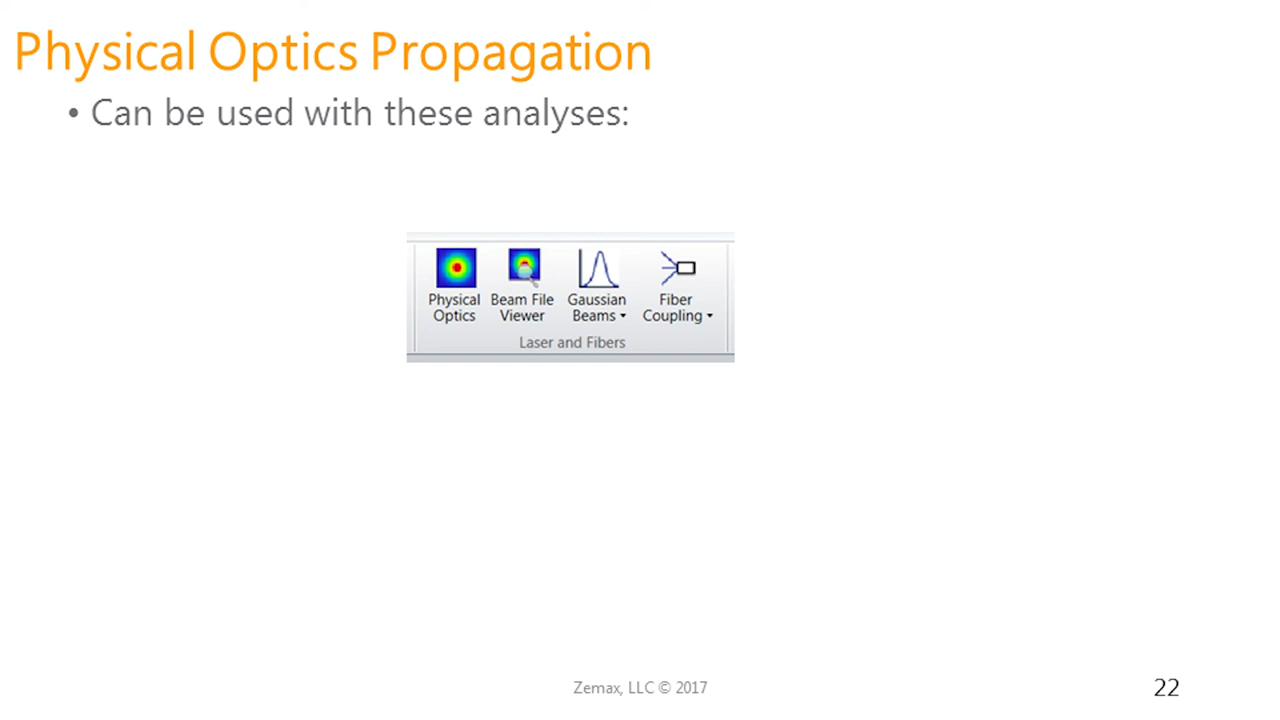 Physical Optics Propagation
• Can be used with these analyses:
Physical Optics
Beam File Viewer
Gaussian Beams
Fiber Coupling
Laser and Fibers
Zemax, LLC © 2017
22